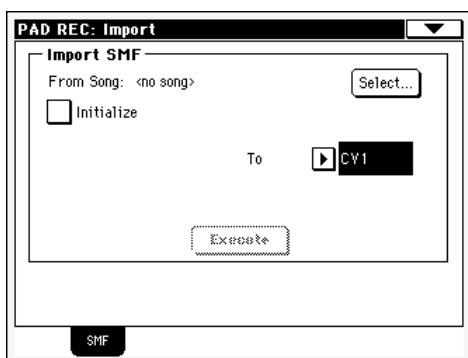 PAD REC: Import
Import SMF
From Song: <no song>
Select...
Initialize
To
CV1
Execute
SMF